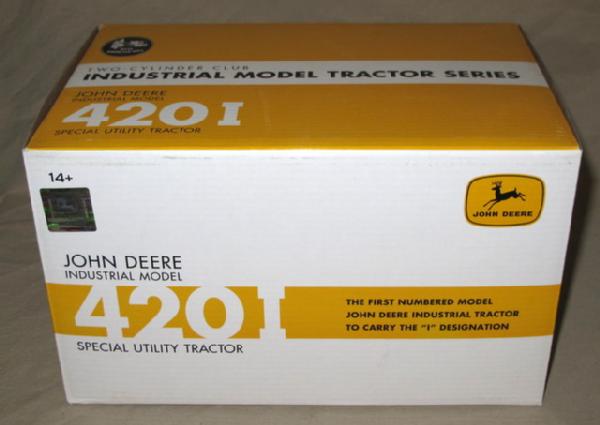 TWO-CYLINDER CLUB
INDUSTRIAL MODEL TRACTOR SERIES
JOHN DEERE
INDUSTRIAL MODEL
420 I
SPECIAL UTILITY TRACTOR
14+
JOHN DEERE
JOHN DEERE
INDUSTRIAL MODEL
420 I
SPECIAL UTILITY TRACTOR
THE FIRST NUMBERED MODEL
JOHN DEERE INDUSTRIAL TRACTOR
TO CARRY THE "I" DESIGNATION